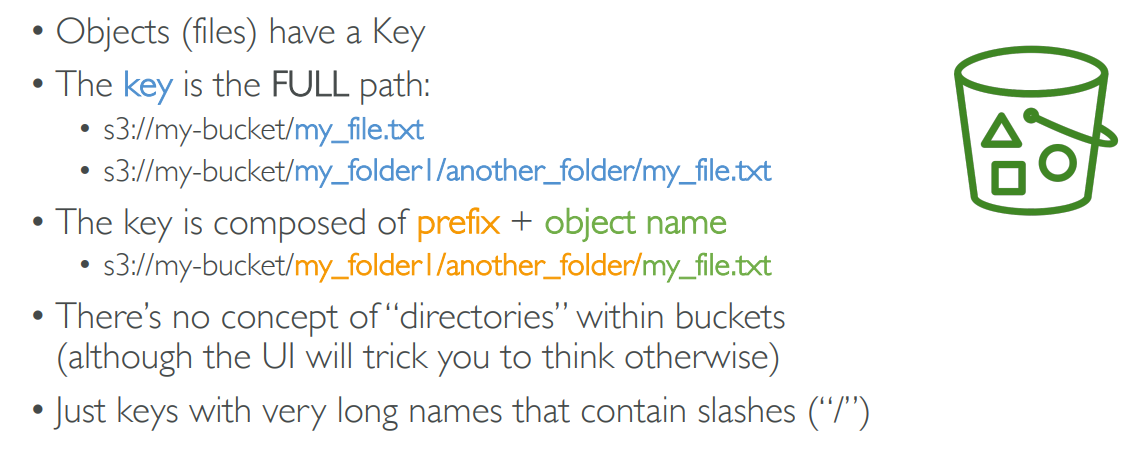 • Objects (files) have a Key
• The key is the FULL path:
• s3://my-bucket/my_file.txt
• s3://my-bucket/my_folder1/another_folder/my_file.txt
• The key is composed of prefix + object name
• s3://my-bucket/my_folder1/another_folder/my_file.txt
• There’s no concept of “directories” within buckets
(although the UI will trick you to think otherwise)
• Just keys with very long names that contain slashes (“/”)